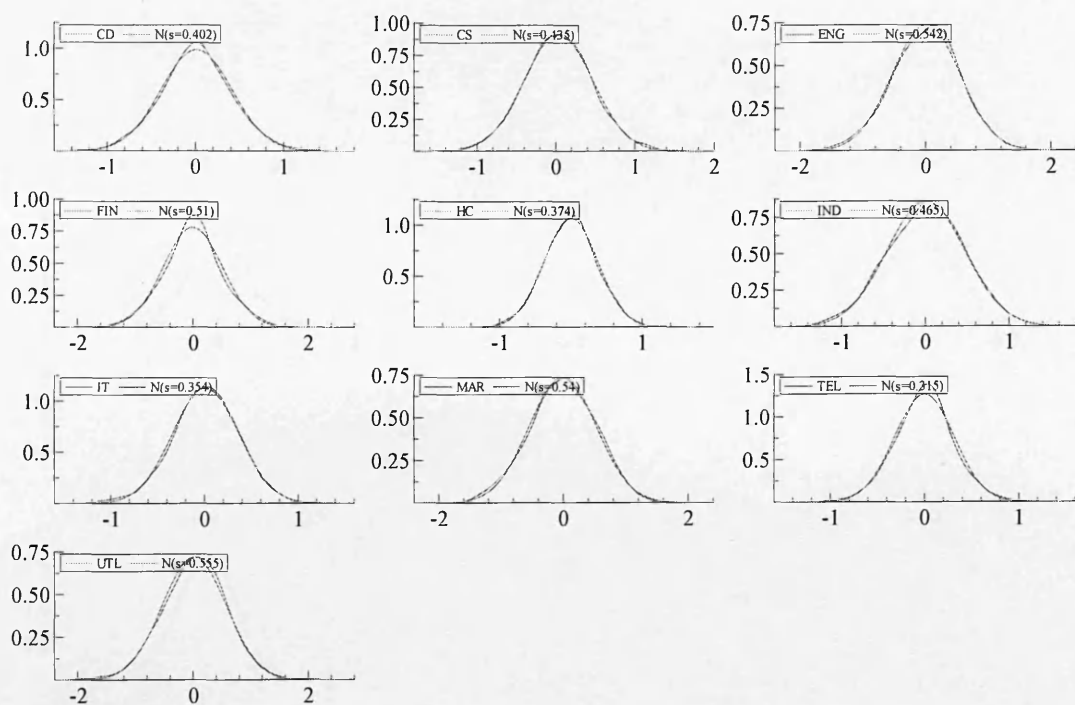 CD N(s=0.402)
1.0
0.5
-1 0 1
1.00
CS N(s=0.435)
0.75
0.50
0.25
-1 0 1 2
0.75
ENG N(s=0.542)
0.50
0.25
-2 0 2
1.00
FIN N(s=0.51)
0.75
0.50
0.25
-2 0 2
HC N(s=0.374)
1.0
0.5
-1 0 1
IND N(s=0.465)
0.75
0.50
0.25
-1 0 1
IT N(s=0.354)
1.0
0.5
-1 0 1
0.75
MAR N(s=0.54)
0.50
0.25
-2 0 2
1.5
TEL N(s=0.315)
1.0
0.5
-1 0 1
0.75
UTL N(s=0.555)
0.50
0.25
-2 0 2